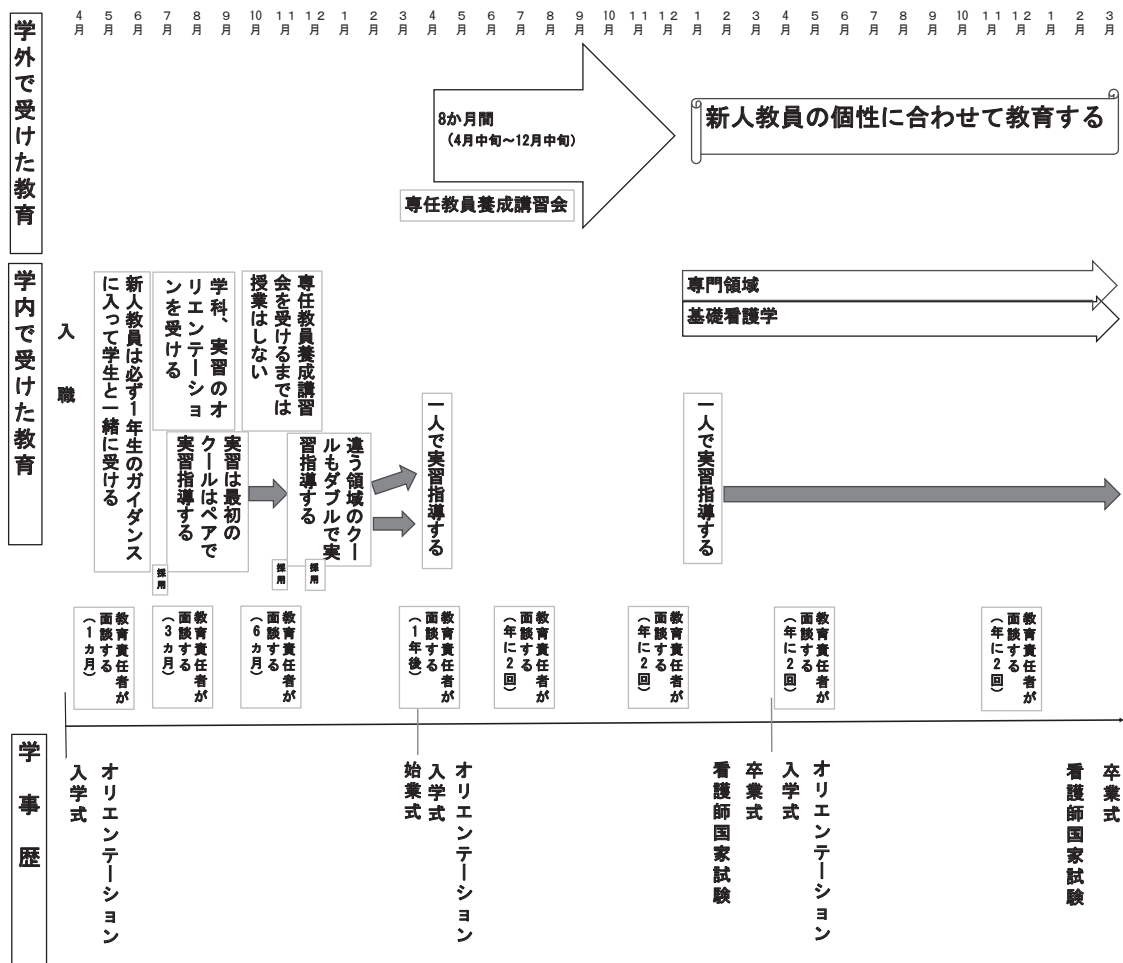 4月 5月 6月 7月 8月 9月 10月 11月 12月 1月 2月 3月 4月 5月 6月 7月 8月 9月 10月 11月 12月 1月 2月 3月 4月 5月 6月 7月 8月 9月 10月 11月 12月 1月 2月 3月
学外で受けた教育
8か月間
（4月中旬～12月中旬）
専任教員養成講習会
新人教員の個性に合わせて教育する
学内で受けた教育
入職
新人教員は必ず1年生のガイダンス
に入って学生と一緒に受ける
学科、実習のオ
リエンテーショ
ンを受ける
専任教員養成講習
会を受けるまでは
授業はしない
実習は最初の
クールはペアで
実習指導する
違う領域のクー
ルもダブルで実
習指導する
一人で実習指導する
専門領域
基礎看護学
一人で実習指導する
採用
採用
採用
教育責任者が
面談する
（1ヵ月）
教育責任者が
面談する
（3ヵ月）
教育責任者が
面談する
（6ヵ月）
教育責任者が
面談する
（1年後）
教育責任者が
面談する
（年に2回）
教育責任者が
面談する
（年に2回）
教育責任者が
面談する
（年に2回）
教育責任者が
面談する
（年に2回）
学事歴
入学式
オリエンテーション
始業式
入学式
オリエンテーション
看護師国家試験
卒業式
入学式
オリエンテーション
看護師国家試験
卒業式